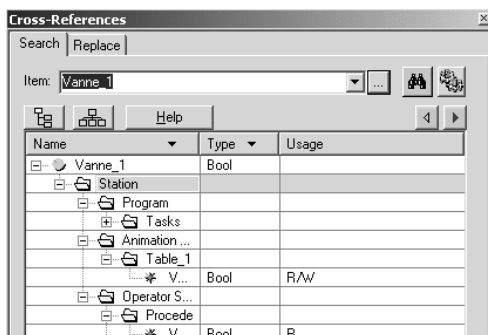 Cross-References
Search Replace
Item: Vanne_1 ...
Help
Name Type Usage
Vanne_1 Bool
Station
Program
Tasks
Animation ...
Table_1
V... Bool R/W
Operator S...
Procede
V... Bool R